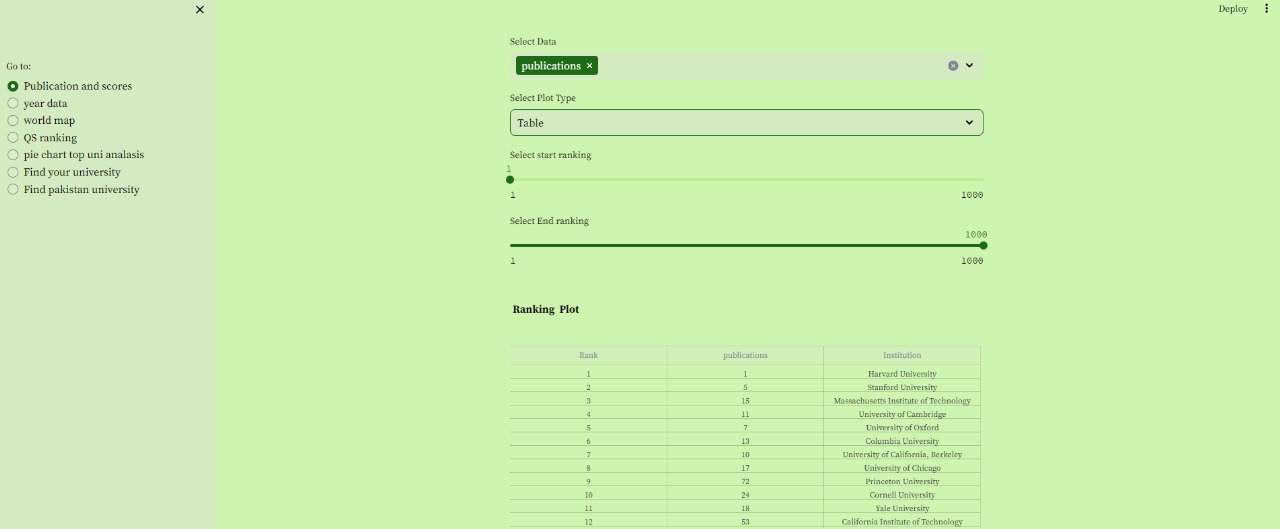 Deploy
Go to:
Publication and scores
year data
world map
QS ranking
pie chart top uni analasis
Find your university
Find pakistan university
Select Data
publications
Select Plot Type
Table
Select start ranking
1
1 1000
Select End ranking
1000
1 1000
Ranking Plot
Rank publications Institution
1 1 Harvard University
2 5 Stanford University
3 15 Massachusetts Institute of Technology
4 11 University of Cambridge
5 7 University of Oxford
6 13 Columbia University
7 10 University of California, Berkeley
8 17 University of Chicago
9 72 Princeton University
10 24 Cornell University
11 18 Yale University
12 53 California Institute of Technology